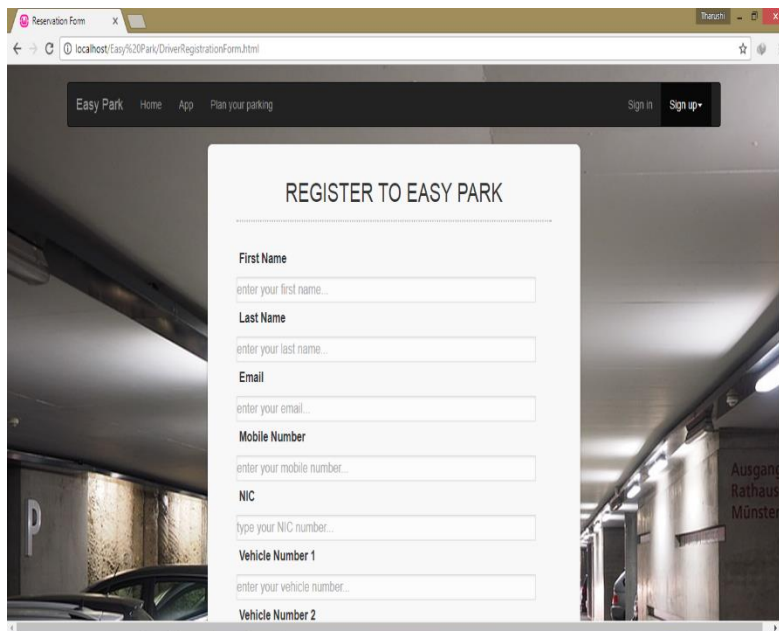 Reservation Form
Tharushi
localhost/Easy%20Park/DriverRegistrationForm.html
Easy Park Home App Plan your parking Sign in Sign up
REGISTER TO EASY PARK
First Name
enter your first name...
Last Name
enter your last name...
Email
enter your email...
Mobile Number
enter your mobile number...
NIC
type your NIC number...
Vehicle Number 1
enter your vehicle number...
Vehicle Number 2
P
Ausgang
Rathaus
Münster